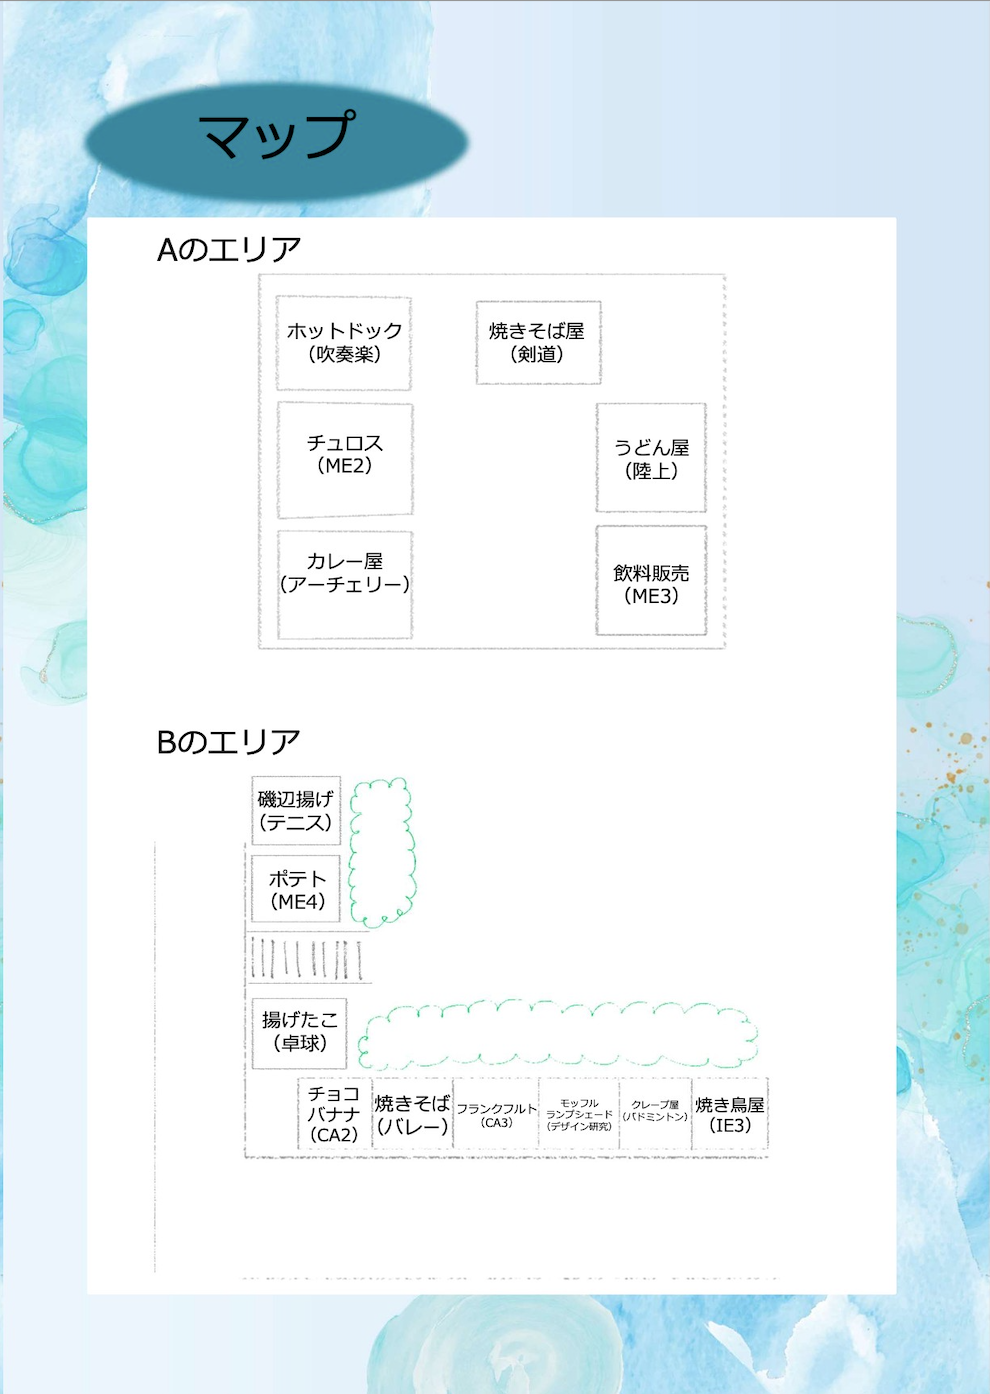 マップ
Aのエリア
ホットドック
（吹奏楽）
焼きそば屋
（剣道）
チュロス
（ME2）
うどん屋
（陸上）
カレー屋
（アーチェリー）
飲料販売
（ME3）
Bのエリア
磯辺揚げ
（テニス）
ポテト
（ME4）
揚げたこ
（卓球）
チョコ
バナナ
（CA2）
焼きそば
（バレー）
フランクフルト
（CA3）
モッフル
ランプシェード
（デザイン研究）
クレープ屋
（バドミントン）
焼き鳥屋
（IE3）